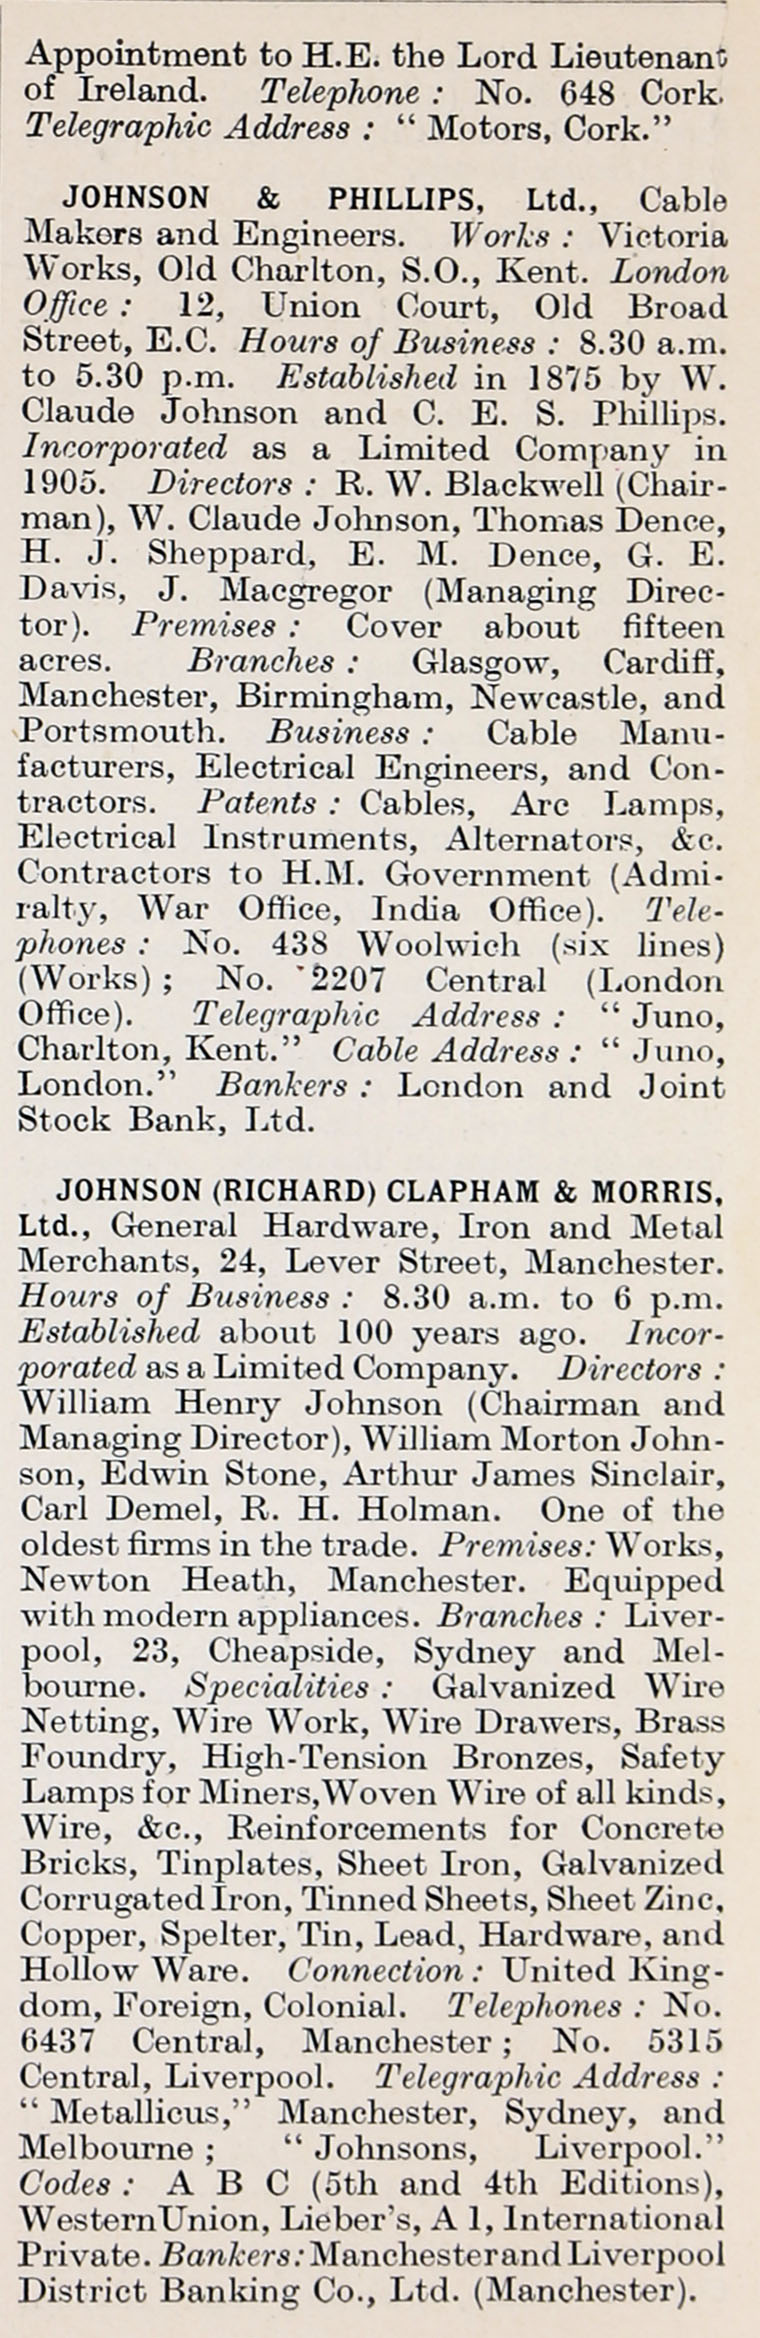 Appointment to H.E. the Lord Lieutenant
of Ireland. Telephone : No. 648 Cork.
Telegraphic Address : “ Motors, Cork.”
JOHNSON & PHILLIPS, Ltd., Cable
Makers and Engineers. Works : Victoria
Works, Old Charlton, S.O., Kent. London
Office : 12, Union Court, Old Broad
Street, E.C. Hours of Business : 8.30 a.m.
to 5.30 p.m. Established in 1875 by W.
Claude Johnson and C. E. S. Phillips.
Incorporated as a Limited Company in
1905. Directors : R. W. Blackwell (Chair-
man), W. Claude Johnson, Thomas Dence,
H. J. Sheppard, E. M. Dence, G. E.
Davis, J. Macgregor (Managing Direc-
tor). Premises : Cover about fifteen
acres. Branches : Glasgow, Cardiff,
Manchester, Birmingham, Newcastle, and
Portsmouth. Business : Cable Manu-
facturers, Electrical Engineers, and Con-
tractors. Patents : Cables, Arc Lamps,
Electrical Instruments, Alternators, &c.
Contractors to H.M. Government (Admi-
ralty, War Office, India Office). Tele-
phones : No. 438 Woolwich (six lines)
(Works) ; No. 2207 Central (London
Office). Telegraphic Address : “ Juno,
Charlton, Kent.” Cable Address : “ Juno,
London.” Bankers : London and Joint
Stock Bank, Ltd.
JOHNSON (RICHARD) CLAPHAM & MORRIS,
Ltd., General Hardware, Iron and Metal
Merchants, 24, Lever Street, Manchester.
Hours of Business : 8.30 a.m. to 6 p.m.
Established about 100 years ago. Incor-
porated as a Limited Company. Directors :
William Henry Johnson (Chairman and
Managing Director), William Morton John-
son, Edwin Stone, Arthur James Sinclair,
Carl Demel, R. H. Holman. One of the
oldest firms in the trade. Premises: Works,
Newton Heath, Manchester. Equipped
with modern appliances. Branches : Liver-
pool, 23, Cheapside, Sydney and Mel-
bourne. Specialities : Galvanized Wire
Netting, Wire Work, Wire Drawers, Brass
Foundry, High-Tension Bronzes, Safety
Lamps for Miners, Woven Wire of all kinds,
Wire, &c., Reinforcements for Concrete
Bricks, Tinplates, Sheet Iron, Galvanized
Corrugated Iron, Tinned Sheets, Sheet Zinc,
Copper, Spelter, Tin, Lead, Hardware, and
Hollow Ware. Connection : United King-
dom, Foreign, Colonial. Telephones : No.
6437 Central, Manchester ; No. 5315
Central, Liverpool. Telegraphic Address :
“ Metallicus,” Manchester, Sydney, and
Melbourne ; “ Johnsons, Liverpool.”
Codes : A B C (5th and 4th Editions),
Western Union, Lieber’s, A 1, International
Private. Bankers: Manchester and Liverpool
District Banking Co., Ltd. (Manchester).